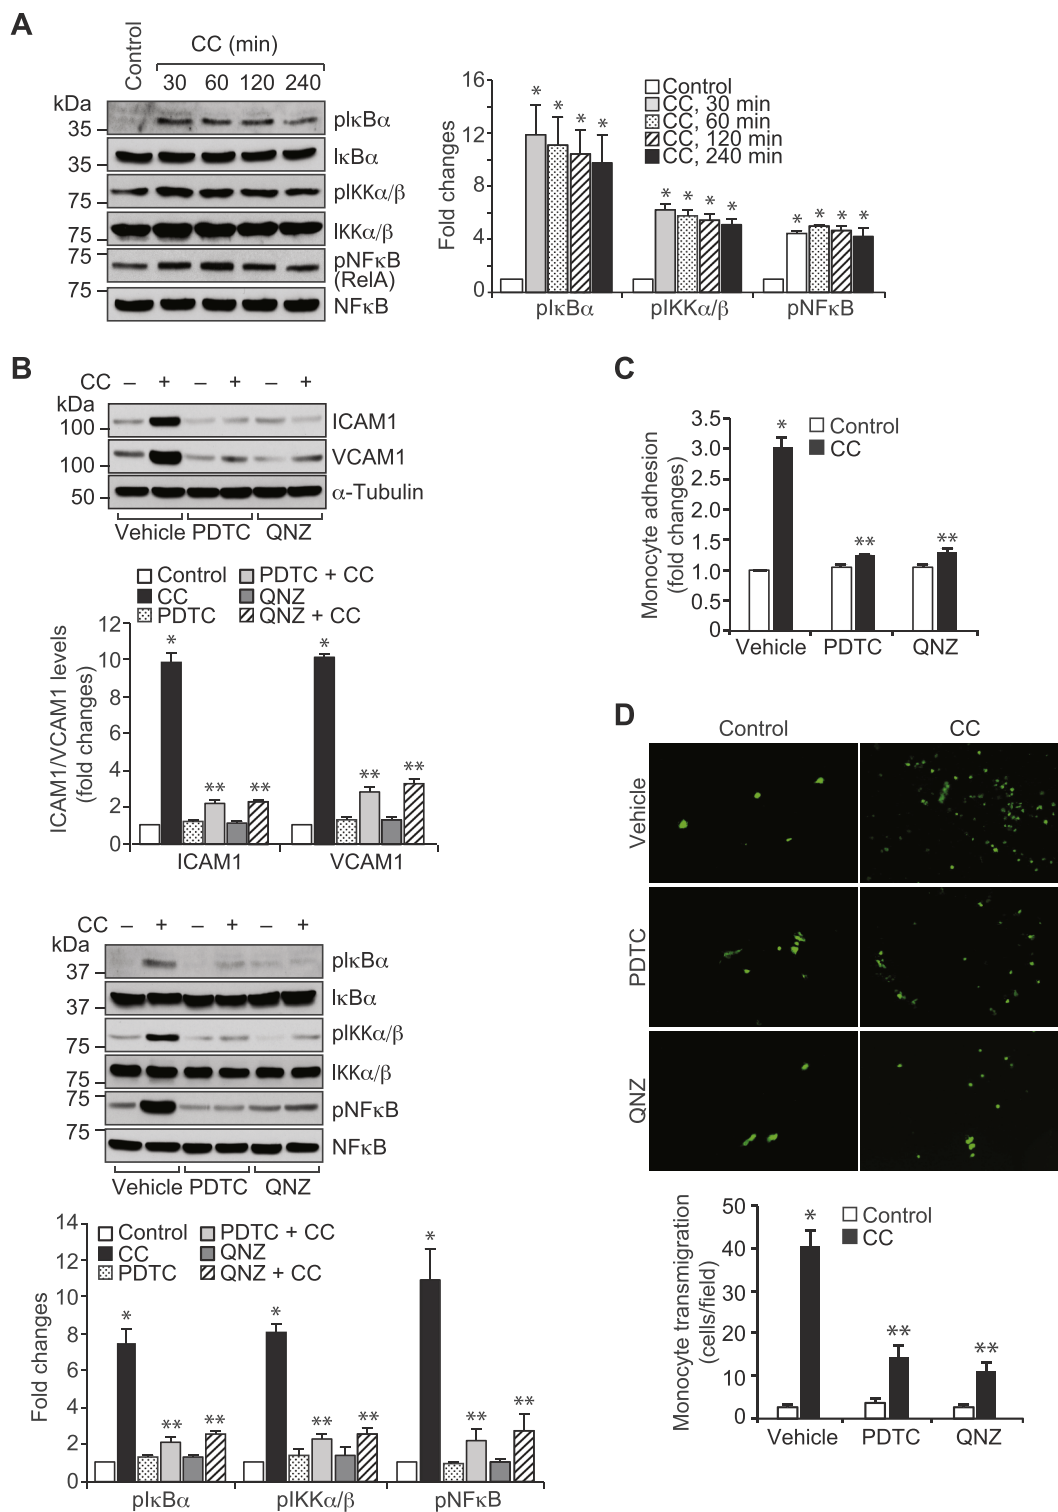 A
Control
CC (min)
30 60 120 240
kDa
35
pIκBα
35
IκBα
75
pIKKα/β
75
IKKα/β
75
pNFκB
(RelA)
75
NFκB
Fold changes
16
12
8
4
0
Control
CC, 30 min
CC, 60 min
CC, 120 min
CC, 240 min
* * * *
* * * *
* * * *
pIκBα pIKKα/β pNFκB
B
CC – + – + – +
kDa
100
ICAM1
100
VCAM1
50
α-Tubulin
Vehicle PDTC QNZ
Control PDTC + CC
CC QNZ
PDTC QNZ + CC
ICAM1/VCAM1 levels
(fold changes)
12
10
8
6
4
2
0
* ** **
* ** **
ICAM1 VCAM1
CC – + – + – +
kDa
37
pIκBα
37
IκBα
75
pIKKα/β
75
IKKα/β
75
pNFκB
75
NFκB
Vehicle PDTC QNZ
Fold changes
14
12
10
8
6
4
2
0
Control PDTC + CC
CC QNZ
PDTC QNZ + CC
* ** **
* ** **
* ** **
pIκBα pIKKα/β pNFκB
C
Monocyte adhesion
(fold changes)
3.5
3.0
2.5
2.0
1.5
1.0
0.5
0
Control
CC
* ** **
Vehicle PDTC QNZ
D
Control CC
Vehicle
PDTC
QNZ
Monocyte transmigration
(cells/field)
50
40
30
20
10
0
Control
CC
* ** **
Vehicle PDTC QNZ